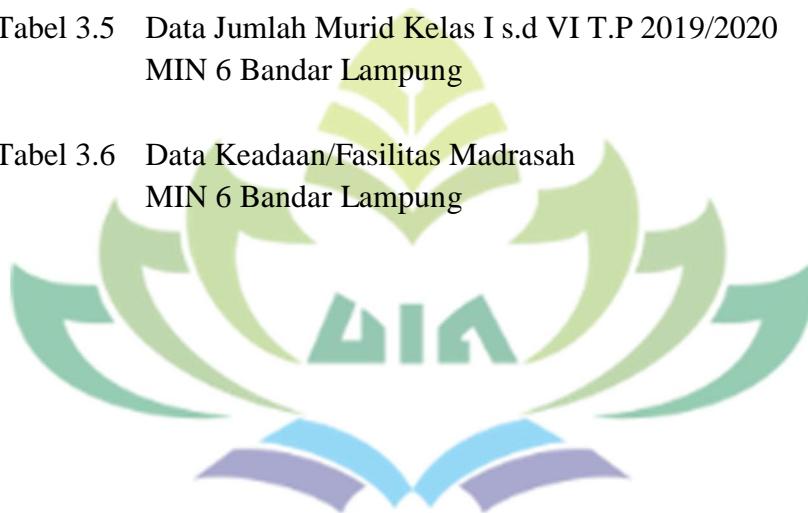 Tabel 3.5 Data Jumlah Murid Kelas I s.d VI T.P 2019/2020
MIN 6 Bandar Lampung
Tabel 3.6 Data Keadaan/Fasilitas Madrasah
MIN 6 Bandar Lampung
UIN